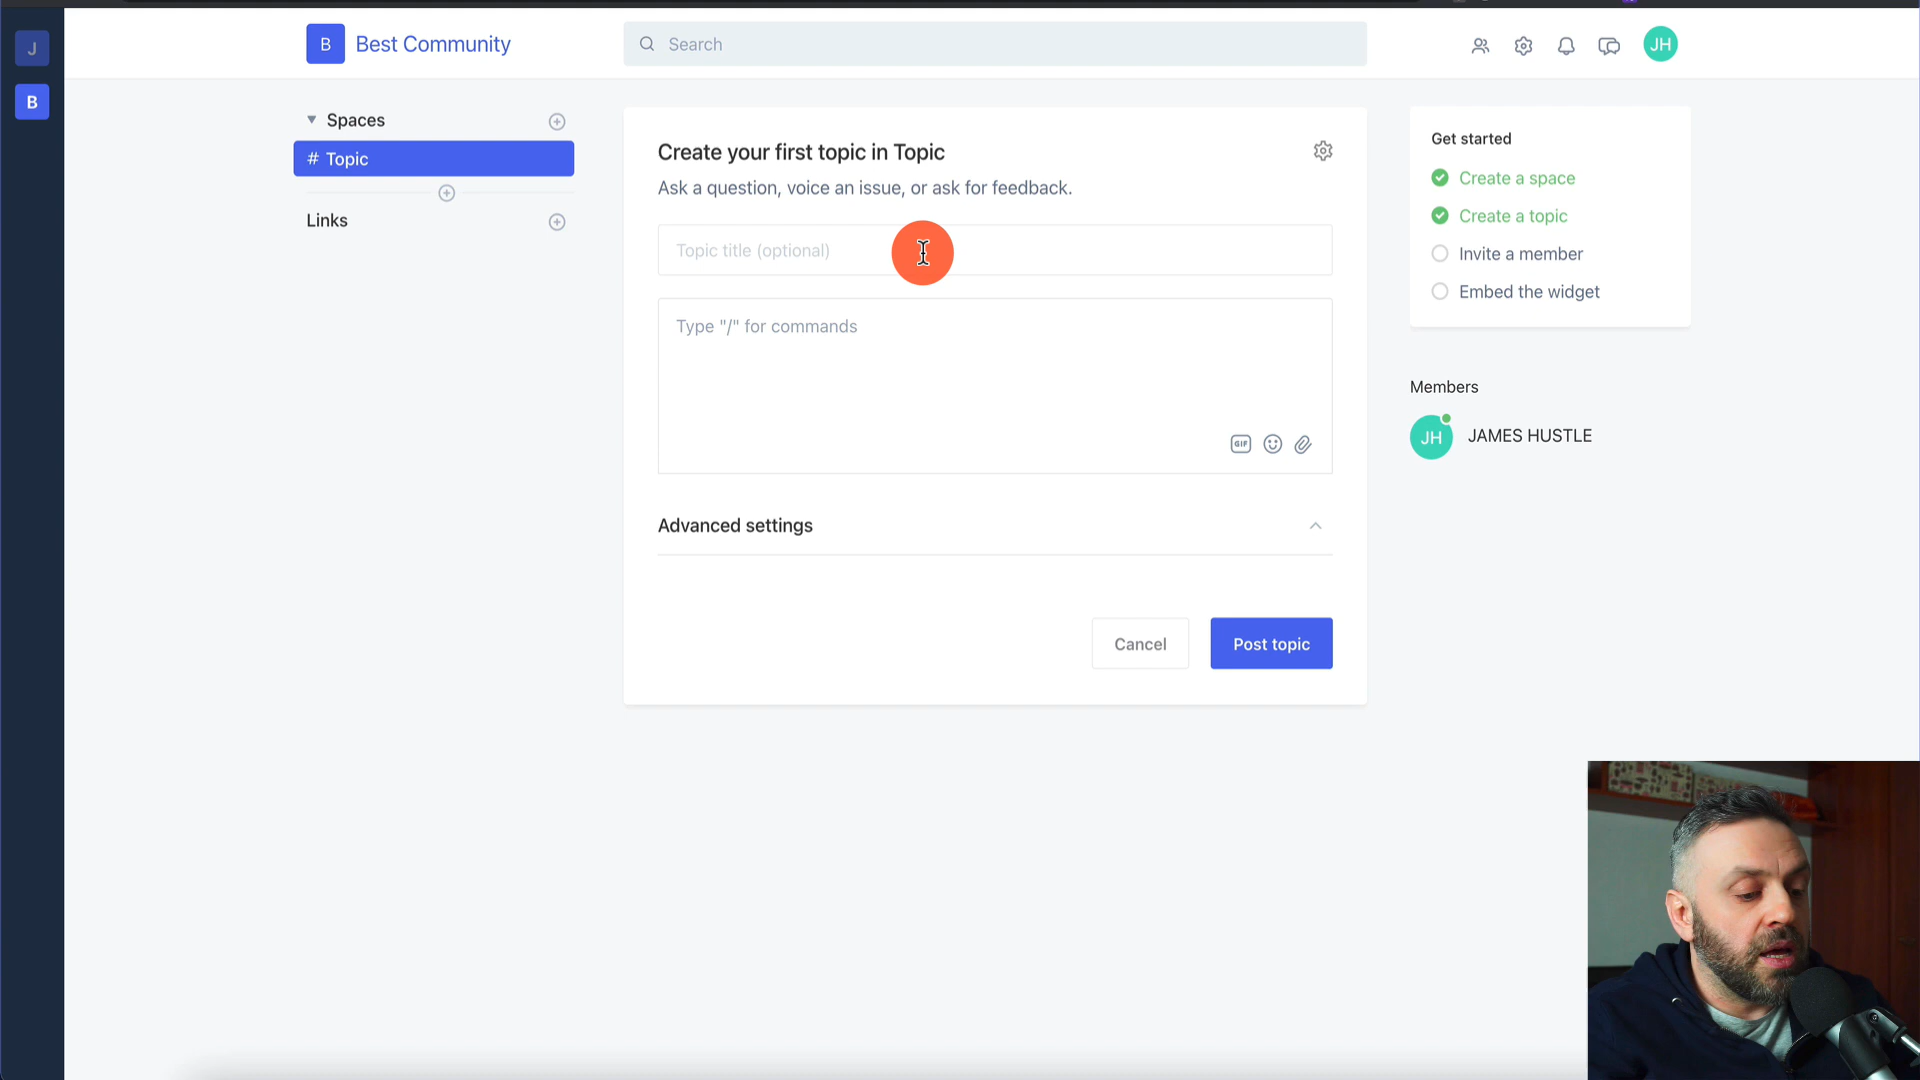 J
B
B Best Community
Search
JH
Spaces
# Topic
Links
Create your first topic in Topic
Ask a question, voice an issue, or ask for feedback.
Topic title (optional)
Type "/" for commands
GIF
Advanced settings
Cancel
Post topic
Get started
Create a space
Create a topic
Invite a member
Embed the widget
Members
JH JAMES HUSTLE